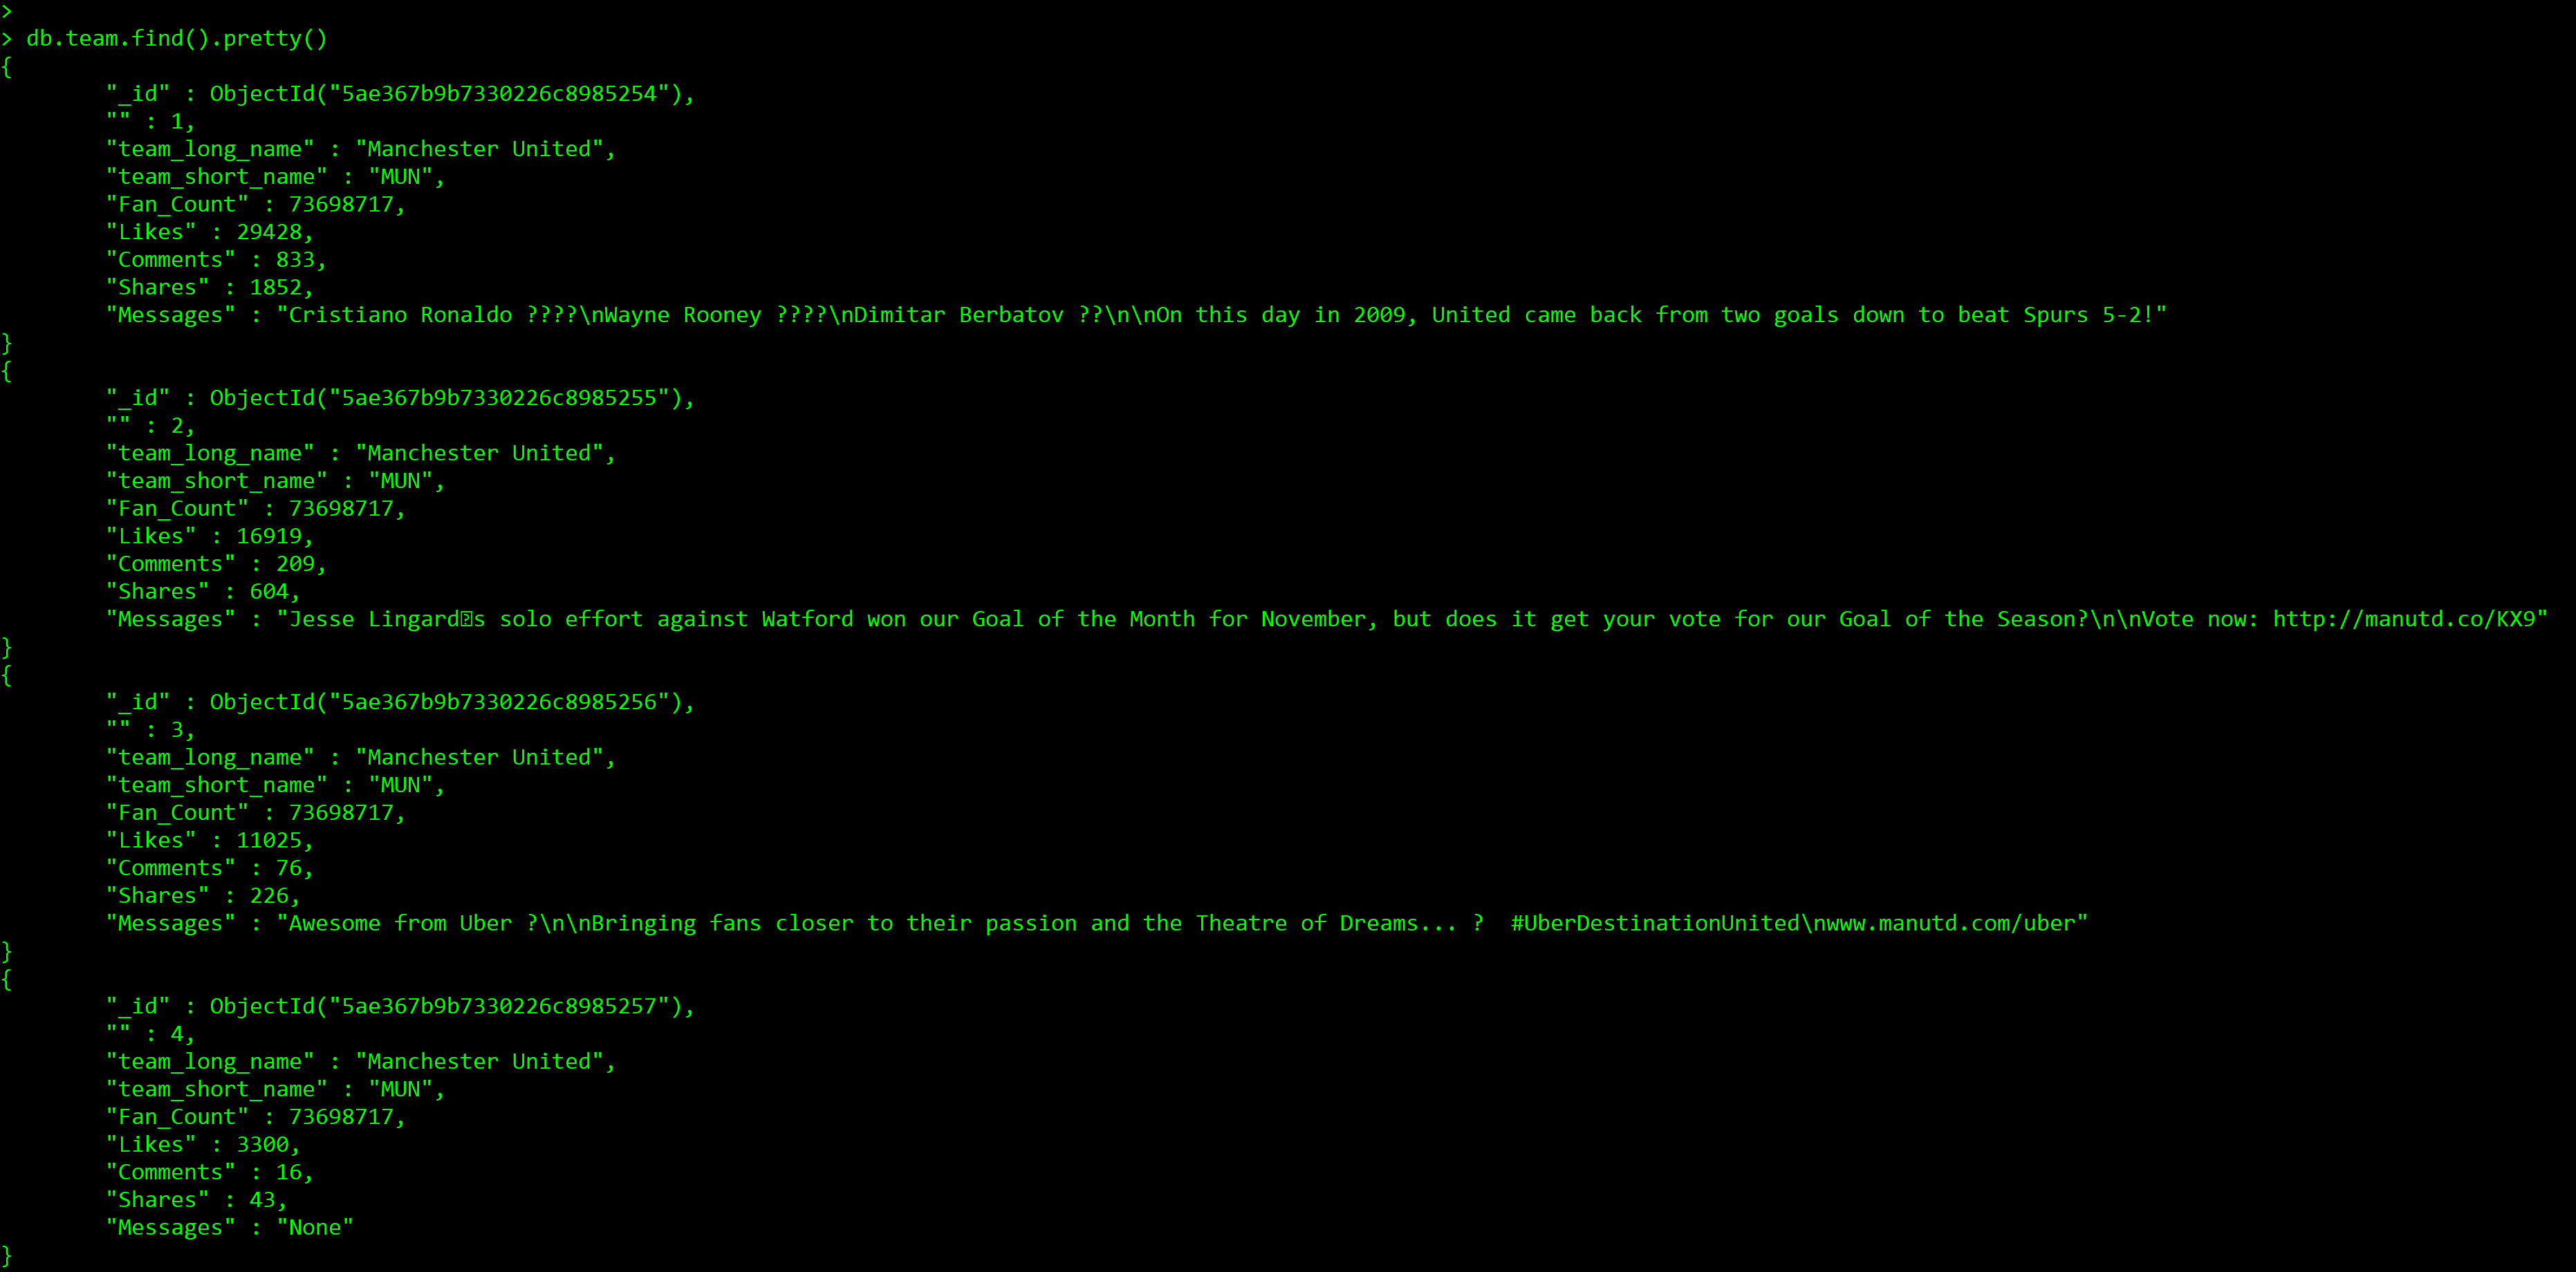 >
> db.team.find().pretty()
{
        "_id" : ObjectId("5ae367b9b7330226c8985254"),
        "" : 1,
        "team_long_name" : "Manchester United",
        "team_short_name" : "MUN",
        "Fan_Count" : 73698717,
        "Likes" : 29428,
        "Comments" : 833,
        "Shares" : 1852,
        "Messages" : "Cristiano Ronaldo ????\nWayne Rooney ????\nDimitar Berbatov ??\n\nOn this day in 2009, United came back from two goals down to beat Spurs 5-2!"
}
{
        "_id" : ObjectId("5ae367b9b7330226c8985255"),
        "" : 2,
        "team_long_name" : "Manchester United",
        "team_short_name" : "MUN",
        "Fan_Count" : 73698717,
        "Likes" : 16919,
        "Comments" : 209,
        "Shares" : 604,
        "Messages" : "Jesse Lingard�s solo effort against Watford won our Goal of the Month for November, but does it get your vote for our Goal of the Season?\n\nVote now: http://manutd.co/KX9"
}
{
        "_id" : ObjectId("5ae367b9b7330226c8985256"),
        "" : 3,
        "team_long_name" : "Manchester United",
        "team_short_name" : "MUN",
        "Fan_Count" : 73698717,
        "Likes" : 11025,
        "Comments" : 76,
        "Shares" : 226,
        "Messages" : "Awesome from Uber ?\n\nBringing fans closer to their passion and the Theatre of Dreams... ?  #UberDestinationUnited\nwww.manutd.com/uber"
}
{
        "_id" : ObjectId("5ae367b9b7330226c8985257"),
        "" : 4,
        "team_long_name" : "Manchester United",
        "team_short_name" : "MUN",
        "Fan_Count" : 73698717,
        "Likes" : 3300,
        "Comments" : 16,
        "Shares" : 43,
        "Messages" : "None"
}